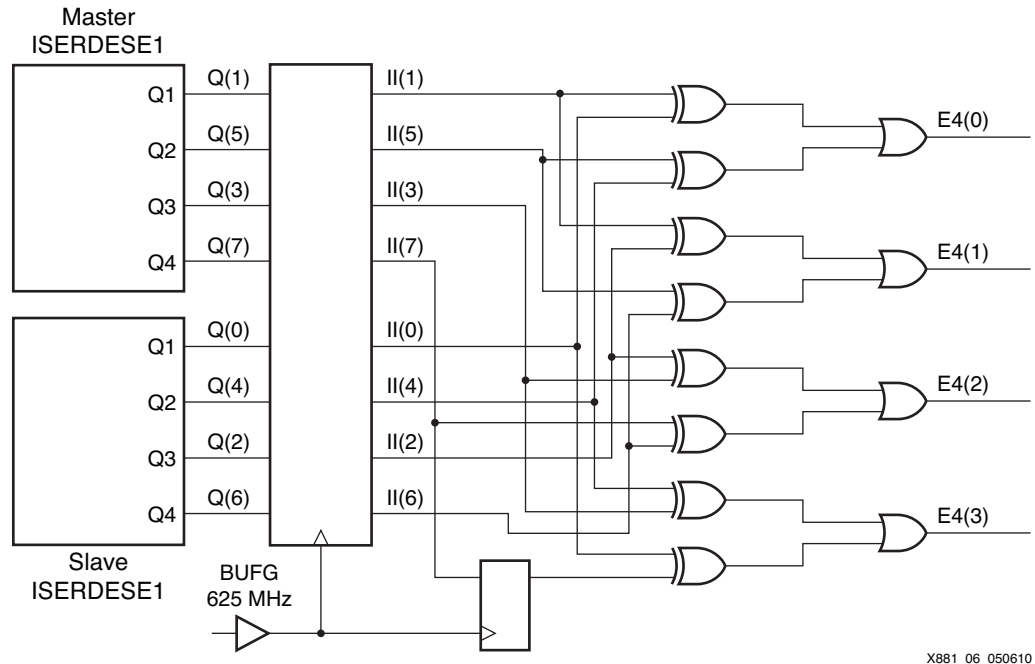 Master
ISERDESE1
Q1
Q2
Q3
Q4
Q(1)
Q(5)
Q(3)
Q(7)
Q1
Q2
Q3
Q4
Q(0)
Q(4)
Q(2)
Q(6)
Slave
ISERDESE1
II(1)
II(5)
II(3)
II(7)
II(0)
II(4)
II(2)
II(6)
BUFG
625 MHz
E4(0)
E4(1)
E4(2)
E4(3)
X881_06_050610